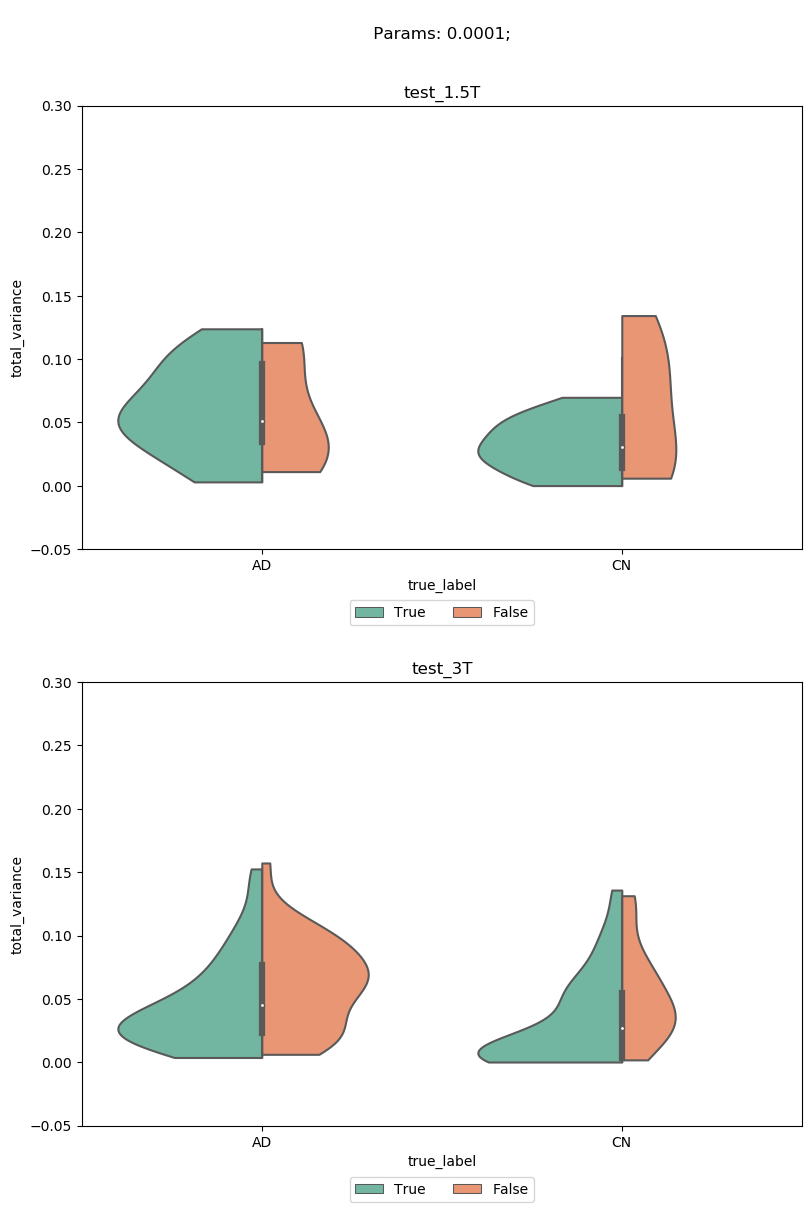 Params: 0.0001;
test_1.5T
0.30
0.25
0.20
0.15
0.10
0.05
0.00
−0.05
total_variance
AD
CN
true_label
True
False
test_3T
0.30
0.25
0.20
0.15
0.10
0.05
0.00
−0.05
total_variance
AD
CN
true_label
True
False